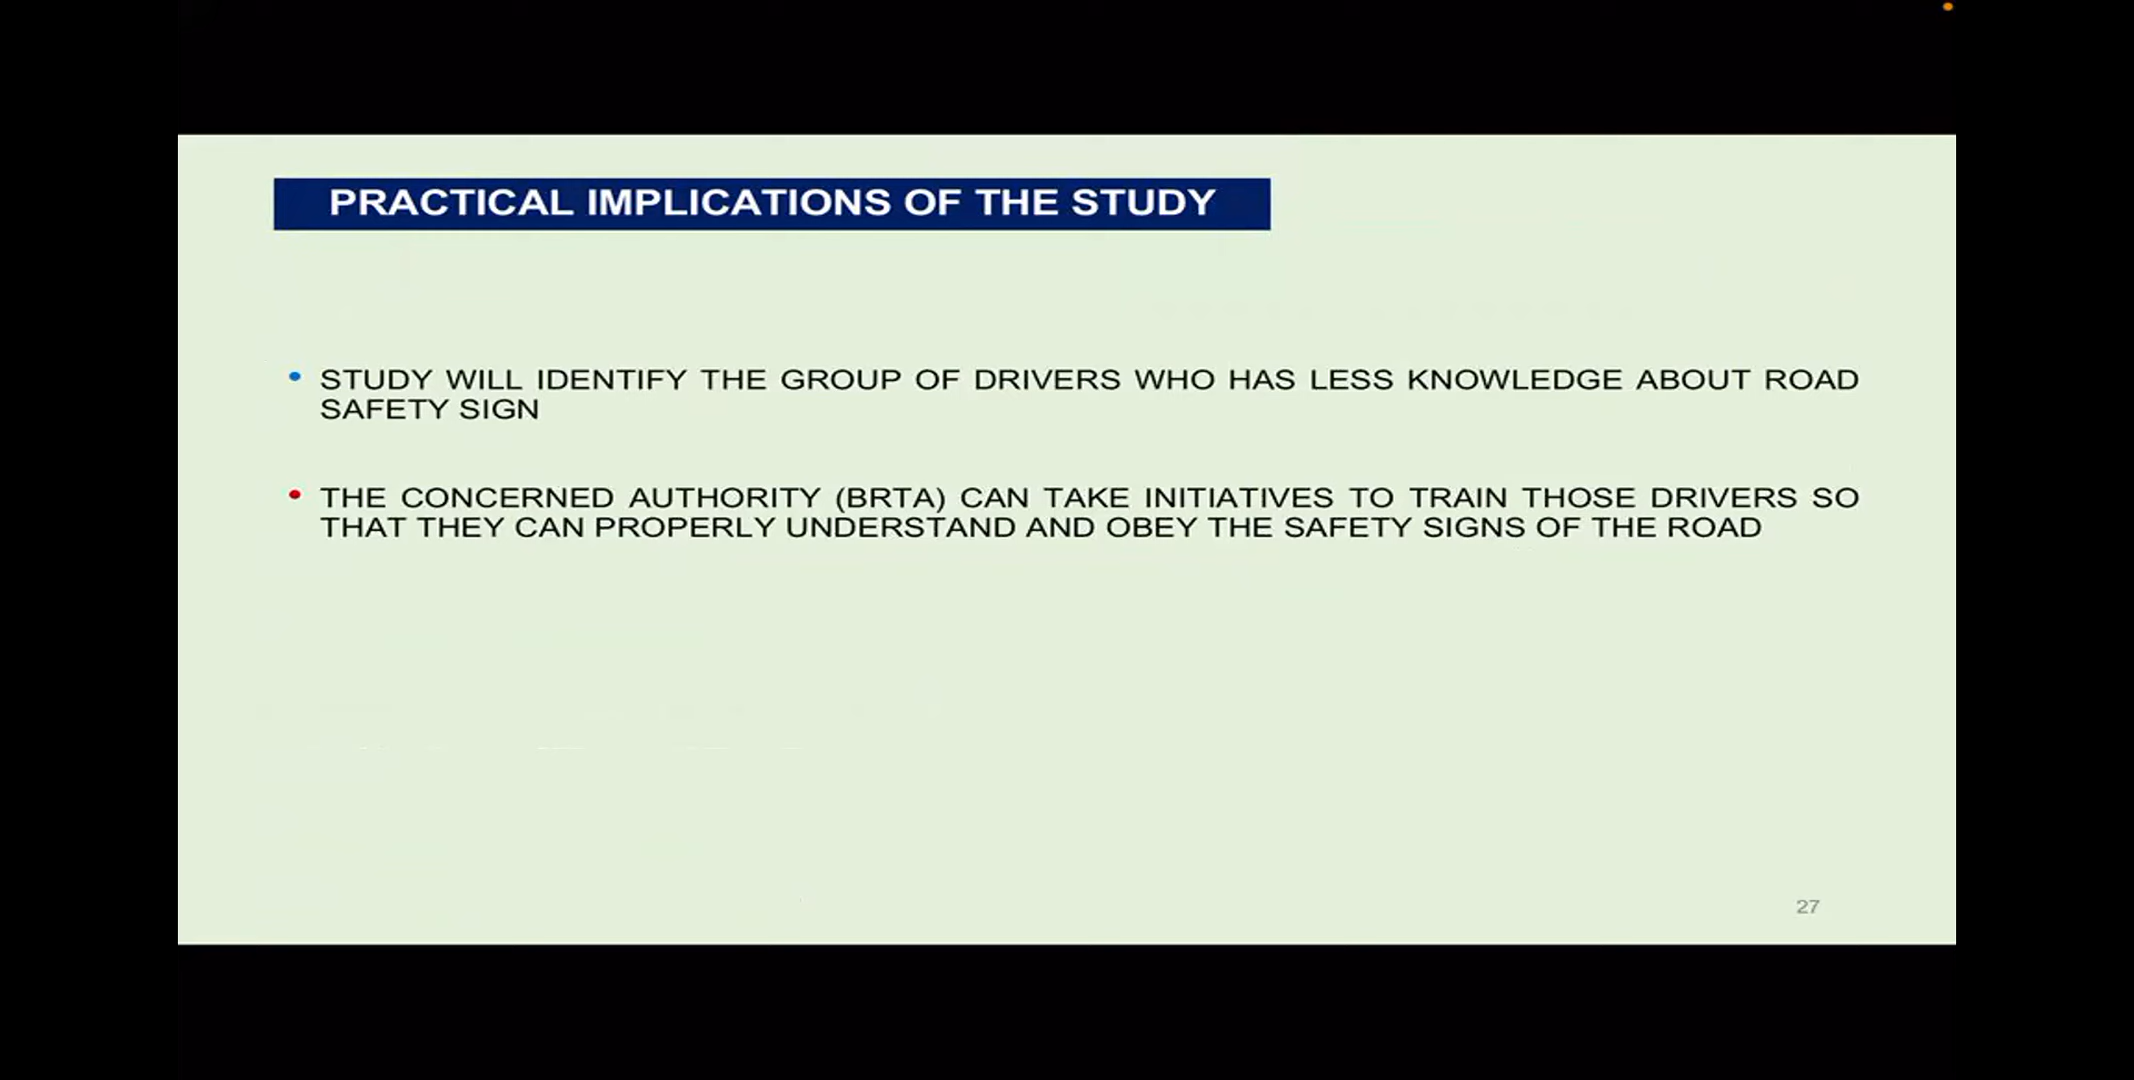 PRACTICAL IMPLICATIONS OF THE STUDY
• STUDY WILL IDENTIFY THE GROUP OF DRIVERS WHO HAS LESS KNOWLEDGE ABOUT ROAD
SAFETY SIGN
• THE CONCERNED AUTHORITY (BRTA) CAN TAKE INITIATIVES TO TRAIN THOSE DRIVERS SO
THAT THEY CAN PROPERLY UNDERSTAND AND OBEY THE SAFETY SIGNS OF THE ROAD
27